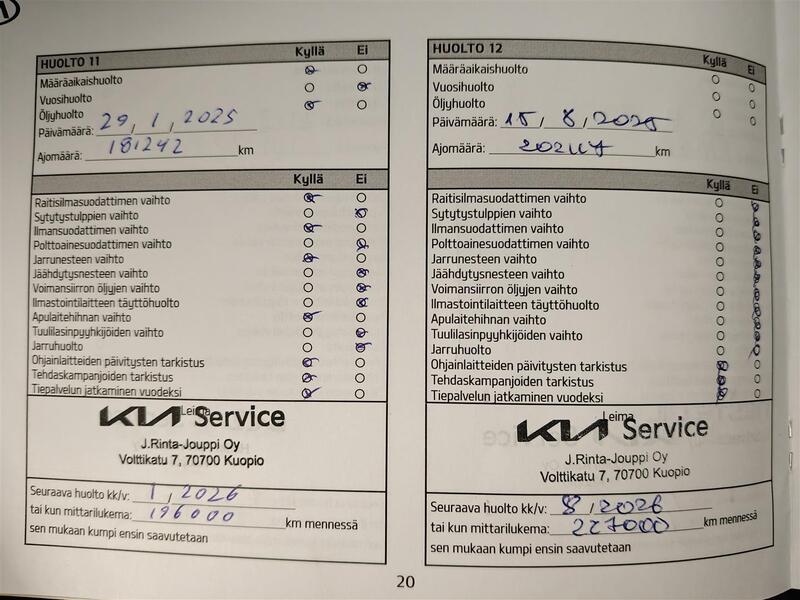 HUOLTO 11 Kyllä Ei
Määräaikaishuolto
Vuosihuolto
Öljyhuolto
Päivämäärä: 29, 1, 2025
Ajomäärä: 181242 km
Kyllä Ei
Raitisilmasuodattimen vaihto
Sytytystulppien vaihto
Ilmansuodattimen vaihto
Polttoainesuodattimen vaihto
Jarrunesteen vaihto
Jäähdytysnesteen vaihto
Voimansiirron öljyjen vaihto
Ilmastointilaitteen täyttöhuolto
Apulaitehihnan vaihto
Tuulilasinpyyhkijöiden vaihto
Jarruhuolto
Ohjainlaitteiden päivitysten tarkistus
Tehdaskampanjoiden tarkistus
Tiepalvelun jatkaminen vuodeksi
Leima
KIA Service
J.Rinta-Jouppi Oy
Volttikatu 7, 70700 Kuopio
Seuraava huolto kk/v: 1, 2026
tai kun mittarilukema: 196000 km mennessä
sen mukaan kumpi ensin saavutetaan
HUOLTO 12 Kyllä Ei
Määräaikaishuolto
Vuosihuolto
Öljyhuolto
Päivämäärä: 15/ 8/2025
Ajomäärä: km
Kyllä Ei
Raitisilmasuodattimen vaihto
Sytytystulppien vaihto
Ilmansuodattimen vaihto
Polttoainesuodattimen vaihto
Jarrunesteen vaihto
Jäähdytysnesteen vaihto
Voimansiirron öljyjen vaihto
Ilmastointilaitteen täyttöhuolto
Apulaitehihnan vaihto
Tuulilasinpyyhkijöiden vaihto
Jarruhuolto
Ohjainlaitteiden päivitysten tarkistus
Tehdaskampanjoiden tarkistus
Tiepalvelun jatkaminen vuodeksi
Leima
KIA Service
J.Rinta-Jouppi Oy
Volttikatu 7, 70700 Kuopio
Seuraava huolto kk/v: 8/2026
tai kun mittarilukema: 227000 km mennessä
sen mukaan kumpi ensin saavutetaan
20